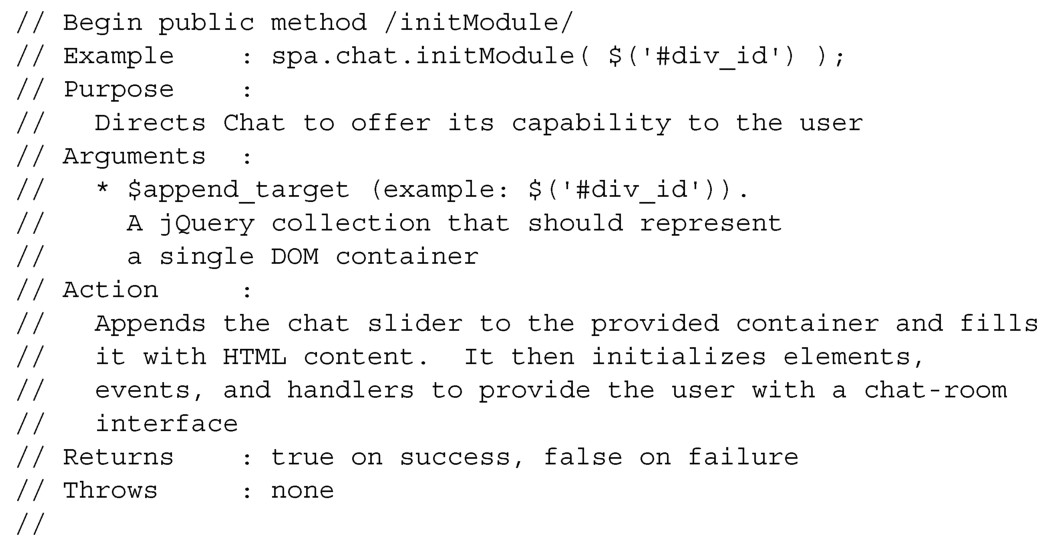 // Begin public method /initModule/
// Example    : spa.chat.initModule( $('#div_id') );
// Purpose    :
//   Directs Chat to offer its capability to the user
// Arguments  :
//   * $append_target (example: $('#div_id')).
//     A jQuery collection that should represent
//     a single DOM container
// Action     :
//   Appends the chat slider to the provided container and fills
//   it with HTML content.  It then initializes elements,
//   events, and handlers to provide the user with a chat-room
//   interface
// Returns    : true on success, false on failure
// Throws     : none
//